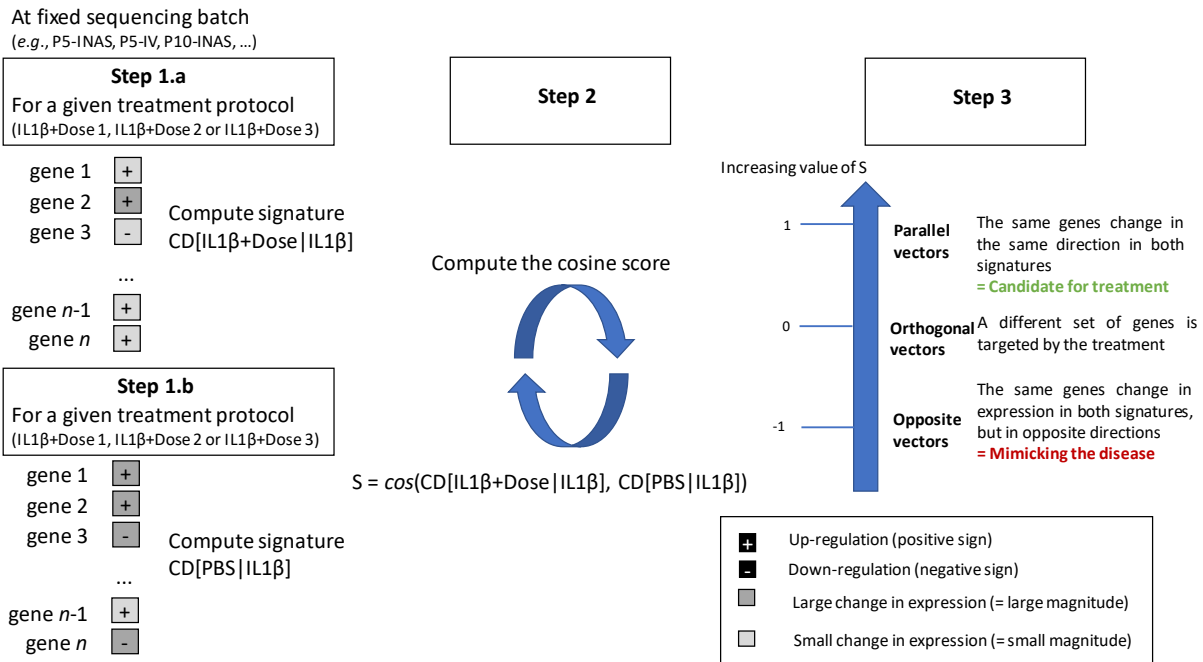 At fixed sequencing batch
(e.g., P5-INAS, P5-IV, P10-INAS, ...)
Step 1.a
For a given treatment protocol
(IL1β+Dose 1, IL1β+Dose 2 or IL1β+Dose 3)
gene 1 +
gene 2 +
gene 3 -
...
gene n-1 +
gene n +
Compute signature
CD[IL1β+Dose|IL1β]
Step 1.b
For a given treatment protocol
(IL1β+Dose 1, IL1β+Dose 2 or IL1β+Dose 3)
gene 1 +
gene 2 +
gene 3 -
...
gene n-1 +
gene n -
Compute signature
CD[PBS|IL1β]
Step 2
Compute the cosine score
S = cos(CD[IL1β+Dose|IL1β], CD[PBS|IL1β])
Step 3
Increasing value of S
1
Parallel
vectors
The same genes change in
the same direction in both
signatures
= Candidate for treatment
0
Orthogonal
vectors
A different set of genes is
targeted by the treatment
-1
Opposite
vectors
The same genes change in
expression in both signatures,
but in opposite directions
= Mimicking the disease
+ Up-regulation (positive sign)
- Down-regulation (negative sign)
Large change in expression (= large magnitude)
Small change in expression (= small magnitude)